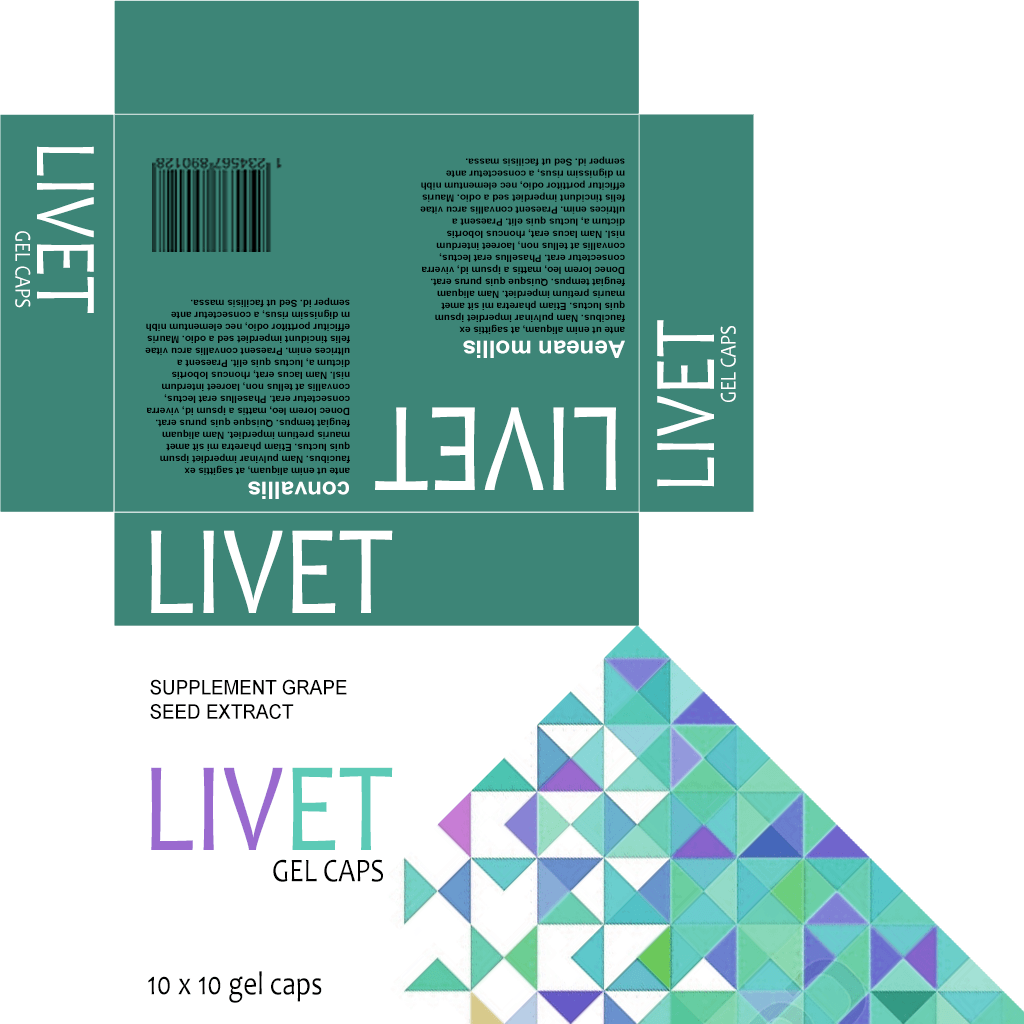 LIVET
GEL CAPS
1 234567 890128
convallis
ante ut enim aliquam, at sagittis ex
faucibus. Nam pulvinar imperdiet ipsum
quis luctus. Etiam pharetra mi sit amet
mauris pretium imperdiet. Nam aliquam
feugiat tempus. Quisque quis purus erat.
Donec lorem leo, mattis a ipsum id, viverra
consectetur erat. Phasellus erat lectus,
convallis at tellus non, laoreet interdum
nisl. Nam lacus erat, rhoncus lobortis
dictum a, luctus quis elit. Praesent a
ultrices enim. Praesent convallis arcu vitae
felis tincidunt imperdiet sed a odio. Mauris
efficitur porttitor odio, nec elementum nibh
m dignissim risus, a consectetur ante
semper id. Sed ut facilisis massa.
LIVET
Aenean mollis
ante ut enim aliquam, at sagittis ex
faucibus. Nam pulvinar imperdiet ipsum
quis luctus. Etiam pharetra mi sit amet
mauris pretium imperdiet. Nam aliquam
feugiat tempus. Quisque quis purus erat.
Donec lorem leo, mattis a ipsum id, viverra
consectetur erat. Phasellus erat lectus,
convallis at tellus non, laoreet interdum
nisl. Nam lacus erat, rhoncus lobortis
dictum a, luctus quis elit. Praesent a
ultrices enim. Praesent convallis arcu vitae
felis tincidunt imperdiet sed a odio. Mauris
efficitur porttitor odio, nec elementum nibh
m dignissim risus, a consectetur ante
semper id. Sed ut facilisis massa.
LIVET
GEL CAPS
LIVET
SUPPLEMENT GRAPE
SEED EXTRACT
LIVET
GEL CAPS
10 x 10 gel caps